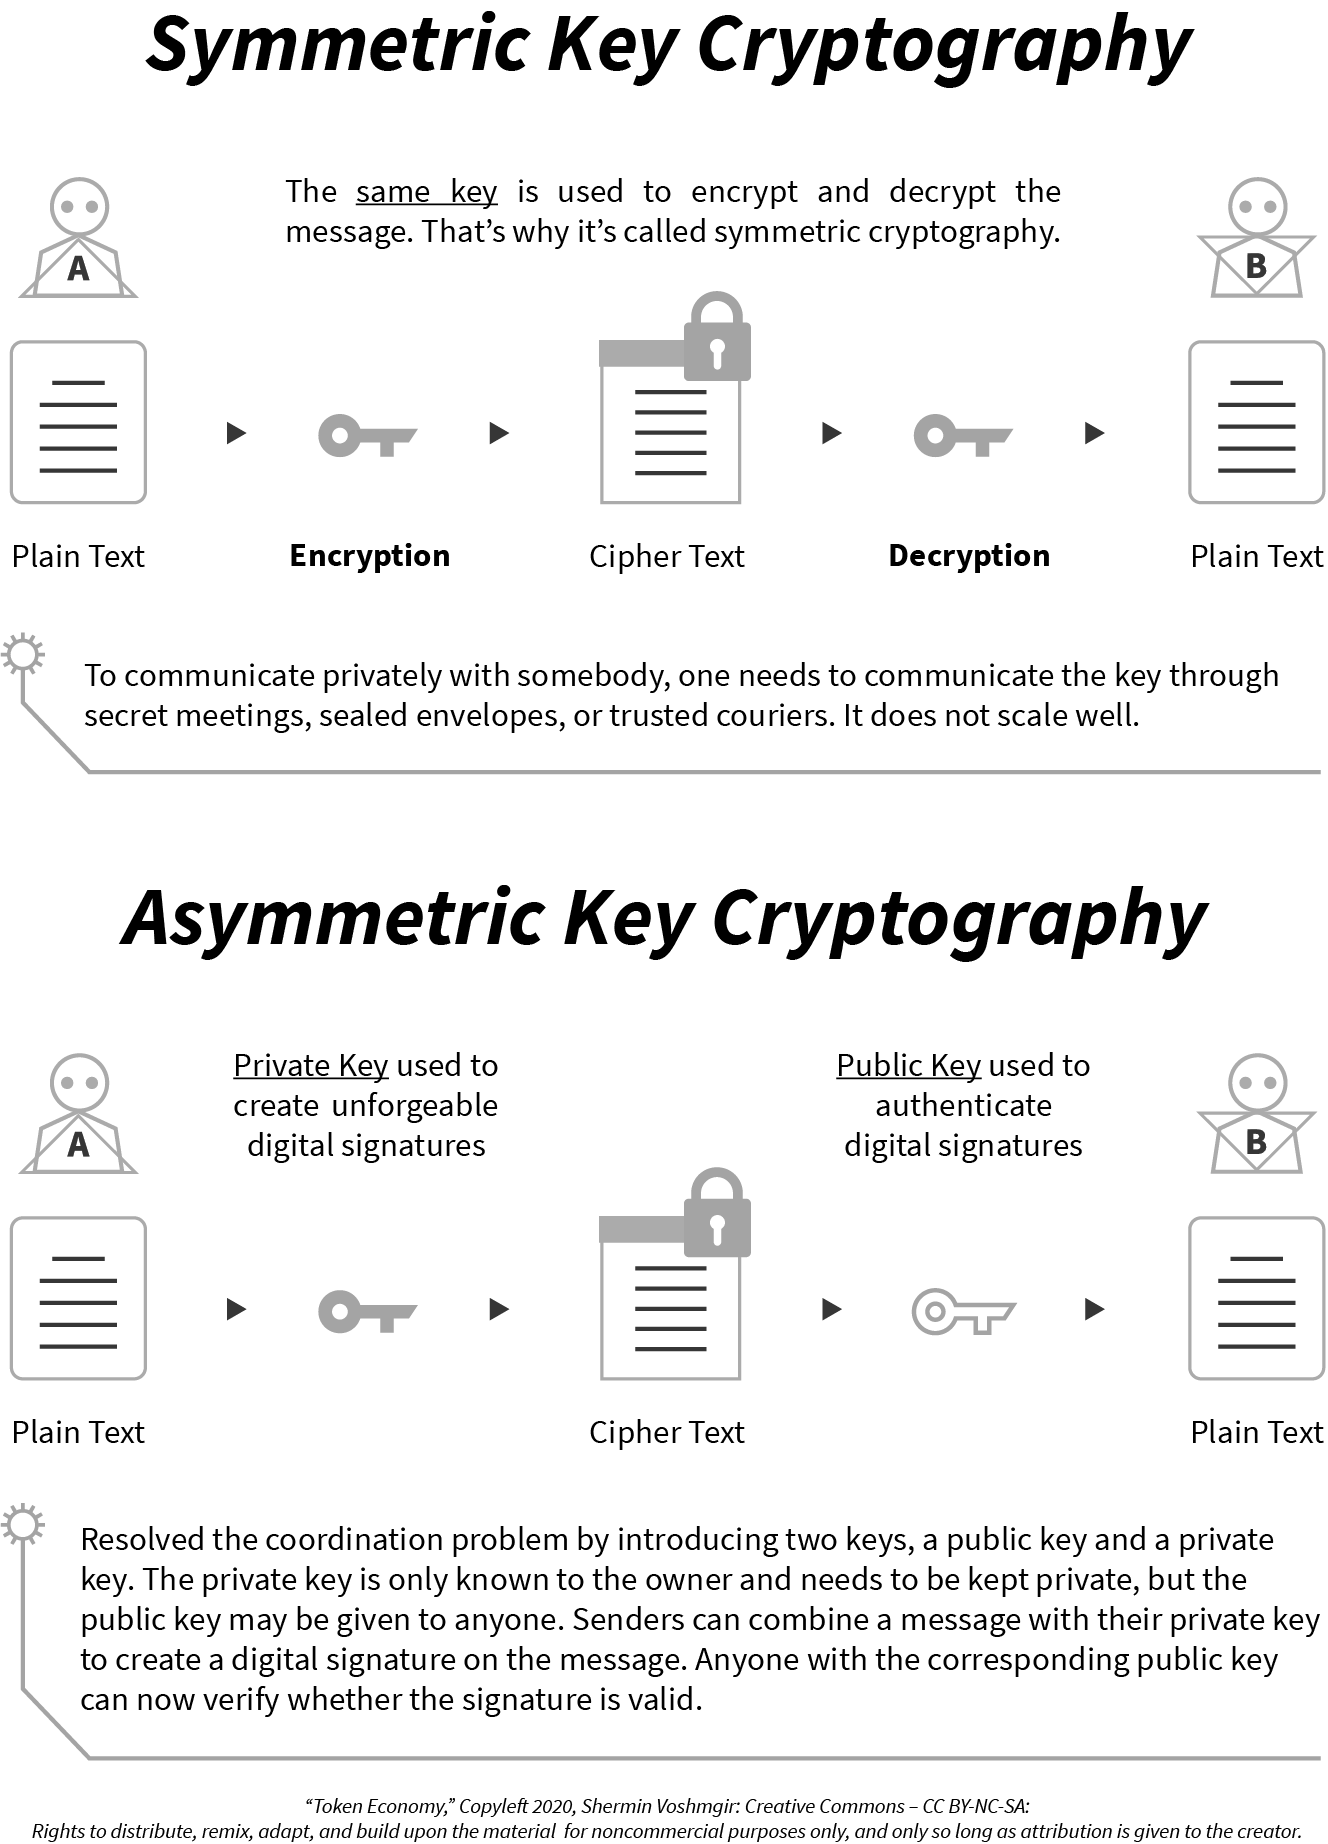 Symmetric Key Cryptography
The same key is used to encrypt and decrypt the
message. That’s why it’s called symmetric cryptography.
A
B
Plain Text
Encryption
Cipher Text
Decryption
Plain Text
To communicate privately with somebody, one needs to communicate the key through
secret meetings, sealed envelopes, or trusted couriers. It does not scale well.
Asymmetric Key Cryptography
A
Private Key used to
create unforgeable
digital signatures
Public Key used to
authenticate
digital signatures
B
Plain Text
Cipher Text
Plain Text
Resolved the coordination problem by introducing two keys, a public key and a private
key. The private key is only known to the owner and needs to be kept private, but the
public key may be given to anyone. Senders can combine a message with their private key
to create a digital signature on the message. Anyone with the corresponding public key
can now verify whether the signature is valid.
“Token Economy,” Copyleft 2020, Shermin Voshmgir: Creative Commons – CC BY-NC-SA:
Rights to distribute, remix, adapt, and build upon the material for noncommercial purposes only, and only so long as attribution is given to the creator.